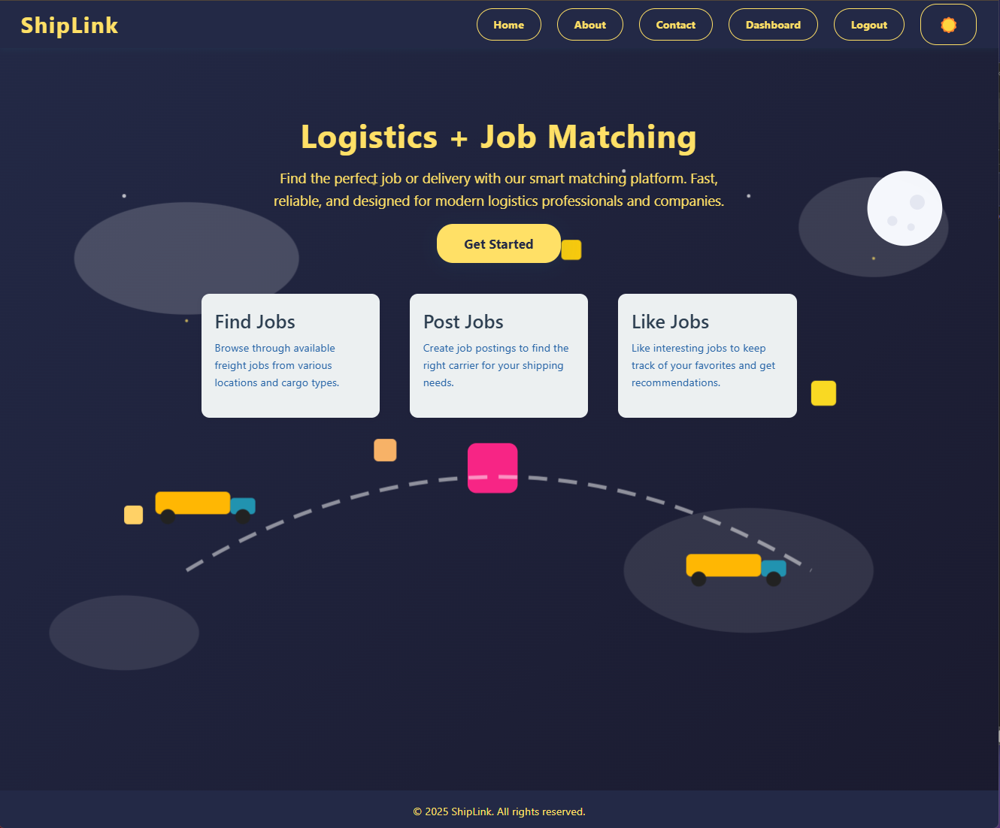 ShipLink
Home
About
Contact
Dashboard
Logout
Logistics + Job Matching
Find the perfect job or delivery with our smart matching platform. Fast,
reliable, and designed for modern logistics professionals and companies.
Get Started
Find Jobs
Browse through available
freight jobs from various
locations and cargo types.
Post Jobs
Create job postings to find the
right carrier for your shipping
needs.
Like Jobs
Like interesting jobs to keep
track of your favorites and get
recommendations.
© 2025 ShipLink. All rights reserved.